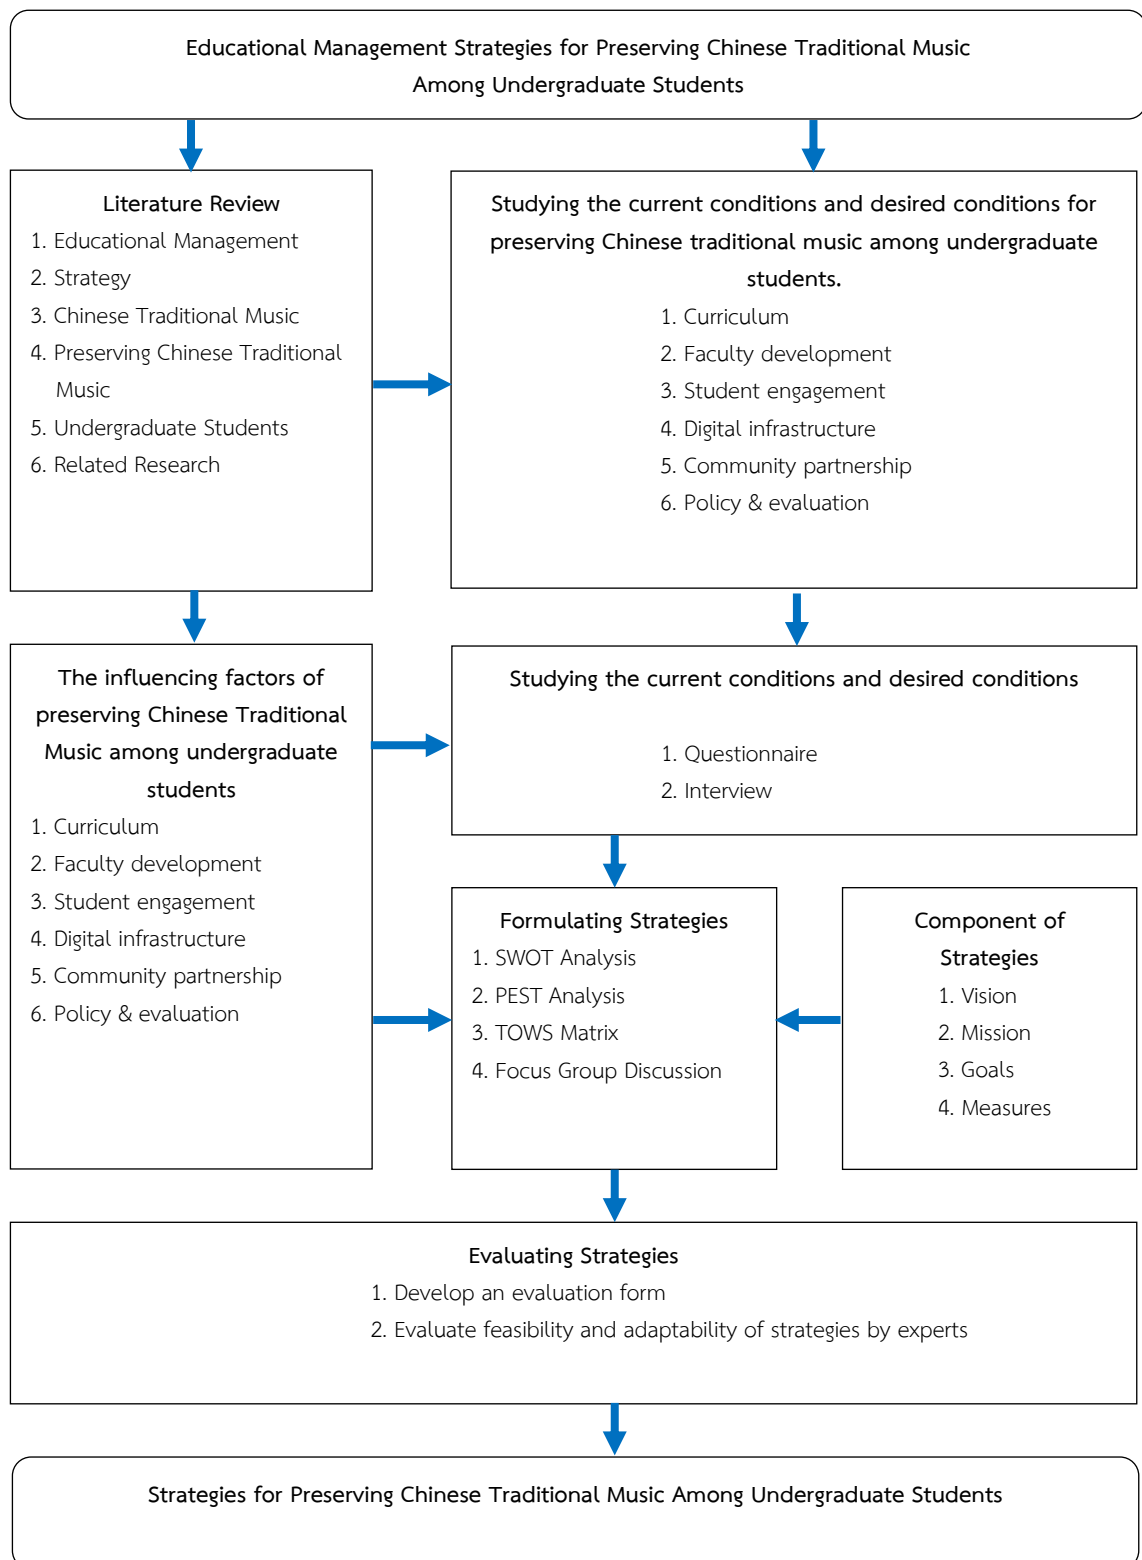 Educational Management Strategies for Preserving Chinese Traditional Music
Among Undergraduate Students
Literature Review
1. Educational Management
2. Strategy
3. Chinese Traditional Music
4. Preserving Chinese Traditional
Music
5. Undergraduate Students
6. Related Research
Studying the current conditions and desired conditions for
preserving Chinese traditional music among undergraduate
students.
1. Curriculum
2. Faculty development
3. Student engagement
4. Digital infrastructure
5. Community partnership
6. Policy & evaluation
The influencing factors of
preserving Chinese Traditional
Music among undergraduate
students
1. Curriculum
2. Faculty development
3. Student engagement
4. Digital infrastructure
5. Community partnership
6. Policy & evaluation
Studying the current conditions and desired conditions
1. Questionnaire
2. Interview
Formulating Strategies
1. SWOT Analysis
2. PEST Analysis
3. TOWS Matrix
4. Focus Group Discussion
Component of
Strategies
1. Vision
2. Mission
3. Goals
4. Measures
Evaluating Strategies
1. Develop an evaluation form
2. Evaluate feasibility and adaptability of strategies by experts
Strategies for Preserving Chinese Traditional Music Among Undergraduate Students